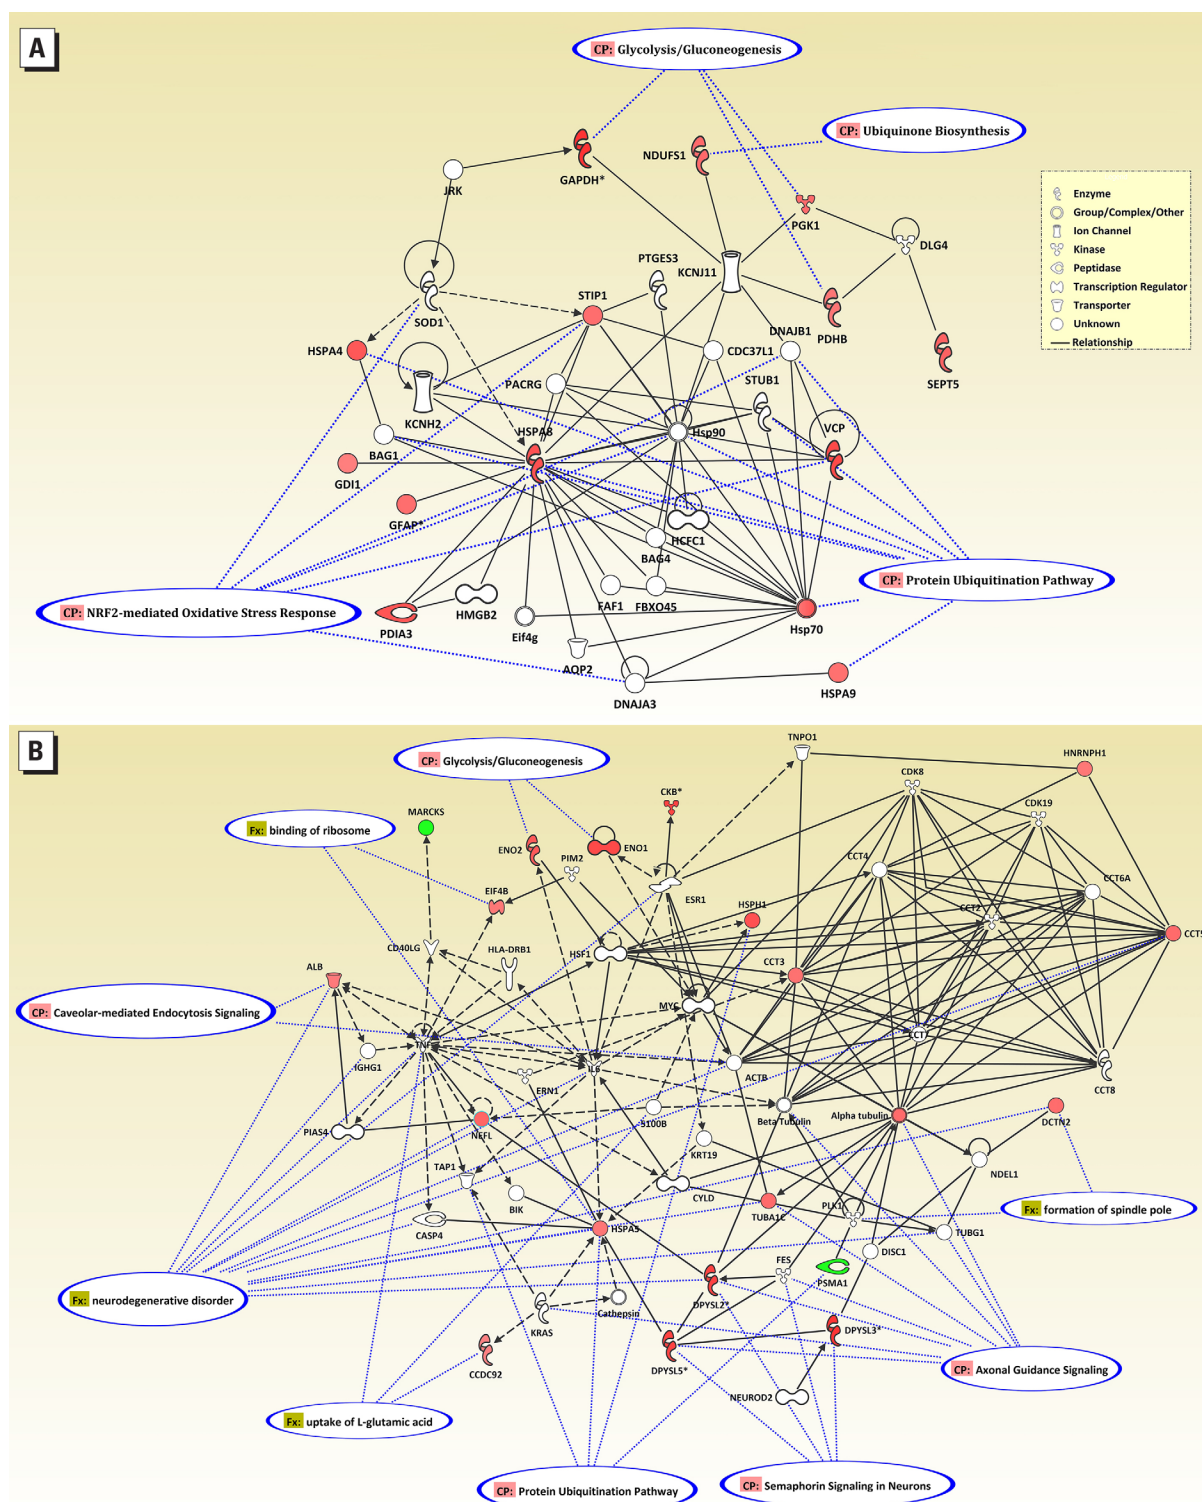 A
CP: Glycolysis/Gluconeogenesis
CP: Ubiquinone Biosynthesis
NDUFS1
GAPDH*
JRK
PGK1
DLG4
Enzyme
Group/Complex/Other
Ion Channel
Kinase
Peptidase
Transcription Regulator
Transporter
Unknown
Relationship
PTGES3
KCNJ11
STIP1
SOD1
DNAJB1
PDHB
HSPA4
CDC37L1
SEPT5
PACRG
STUB1
KCNH2
HSPA8
Hsp90
VCP
BAG1
GDI1
GFAP*
HCFC1
BAG4
CP: Protein Ubiquitination Pathway
CP: NRF2-mediated Oxidative Stress Response
FAF1
FBXO45
HMGB2
PDIA3
Eif4g
Hsp70
AQP2
HSPA9
DNAJA3
B
TNPO1
HNRNPH1
CP: Glycolysis/Gluconeogenesis
CDK8
CKB*
CDK19
MARCKS
Fx: binding of ribosome
ENO2
ENO1
PIM2
CCT4
CCT6A
EIF4B
ESR1
HSPH1
CCT2
CCT5
CD40LG
HLA-DRB1
HSF1
CCT3
ALB
MYC
CP: Caveolar-mediated Endocytosis Signaling
TNF
IGHG1
IL6
ACTB
CCT8
ERN1
S100B
Beta Tubulin
Alpha tubulin
DCTN2
PIAS4
NEFL
KRT19
TAP1
NDEL1
CYLD
BIK
TUBA1C
PLK1
Fx: formation of spindle pole
CASP4
HSPA5
TUBG1
DISC1
FES
PSMA1
Fx: neurodegenerative disorder
DPYSL2*
Cathepsin
KRAS
DPYSL3*
CCDC92
DPYSL5*
CP: Axonal Guidance Signaling
NEUROD2
Fx: uptake of L-glutamic acid
CP: Protein Ubiquitination Pathway
CP: Semaphorin Signaling in Neurons